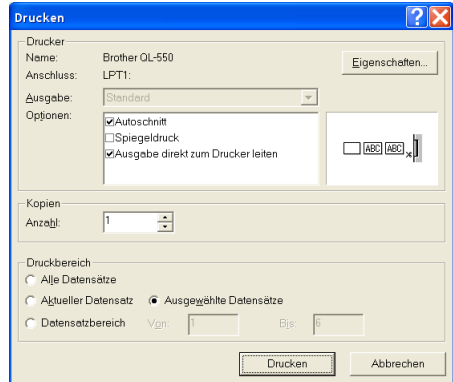 Drucken
Drucker
Name: Brother QL-550
Eigenschaften...
Anschluss: LPT1:
Ausgabe: Standard
Optionen:
Autoschnitt
Spiegeldruck
Ausgabe direkt zum Drucker leiten
ABC ABC
Kopien
Anzahl: 1
Druckbereich
Alle Datensätze
Aktueller Datensatz Ausgewählte Datensätze
Datensatzbereich Von: 1 Bis: 6
Drucken Abbrechen